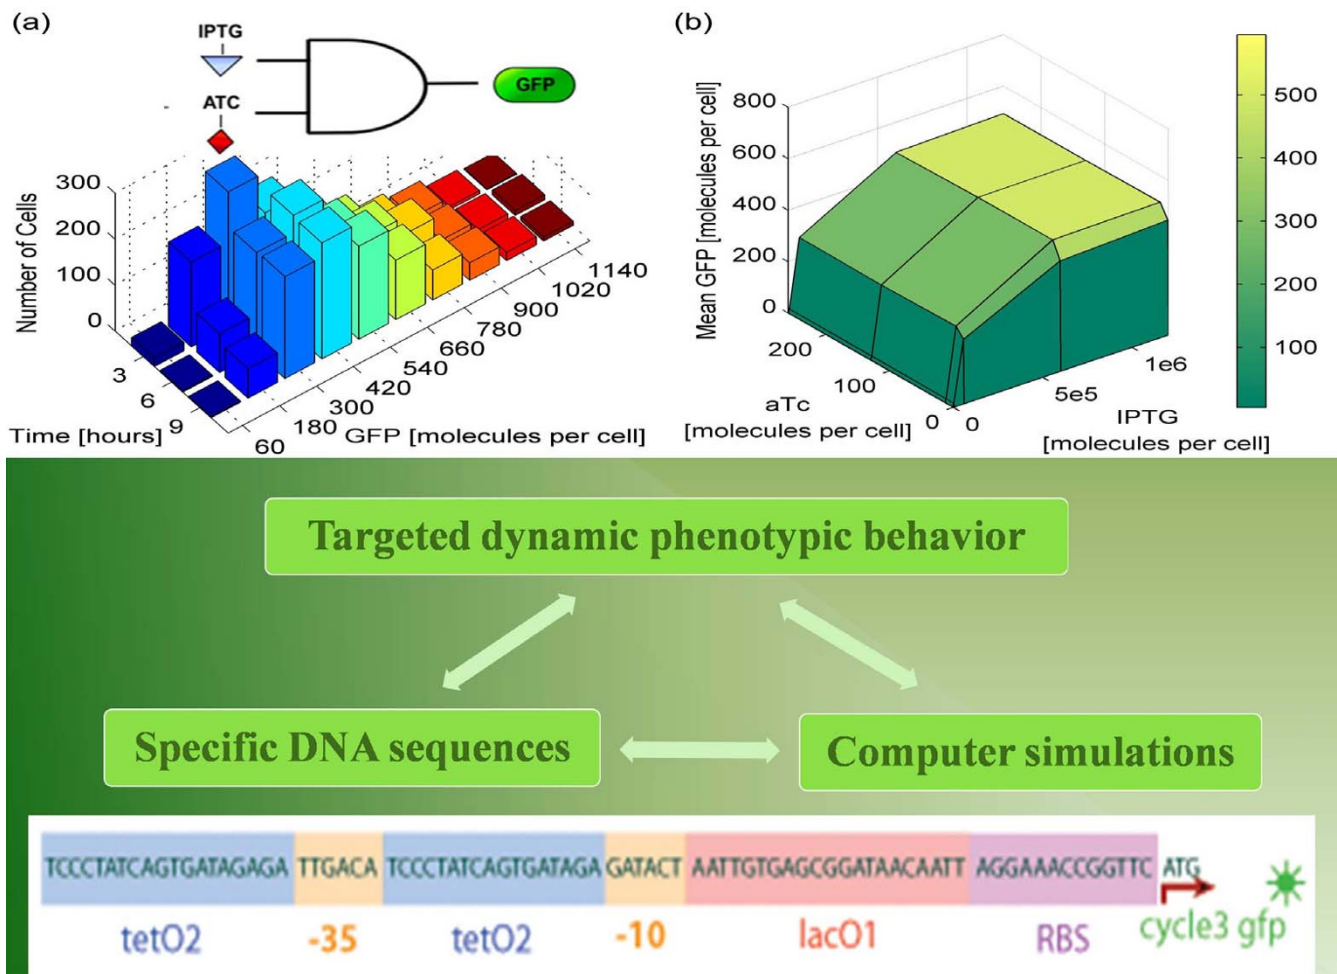 (a)
IPTG
ATC
GFP
300
200
100
0
Number of Cells
3
6
9
Time [hours]
60
180
300
420
540
660
780
900
1020
1140
GFP [molecules per cell]
(b)
800
600
400
200
0
Mean GFP [molecules per cell]
200
100
0
aTc
[molecules per cell]
0
5e5
1e6
IPTG
[molecules per cell]
500
400
300
200
100
Targeted dynamic phenotypic behavior
Specific DNA sequences
Computer simulations
TCCCTATCAGTGATAGAGA TTGACA TCCCTATCAGTGATAGA GATACT AATTGTGAGCGGATAACAATT AGGAAACCGGTTC ATG
tetO2 -35 tetO2 -10 lacO1 RBS cycle3 gfp